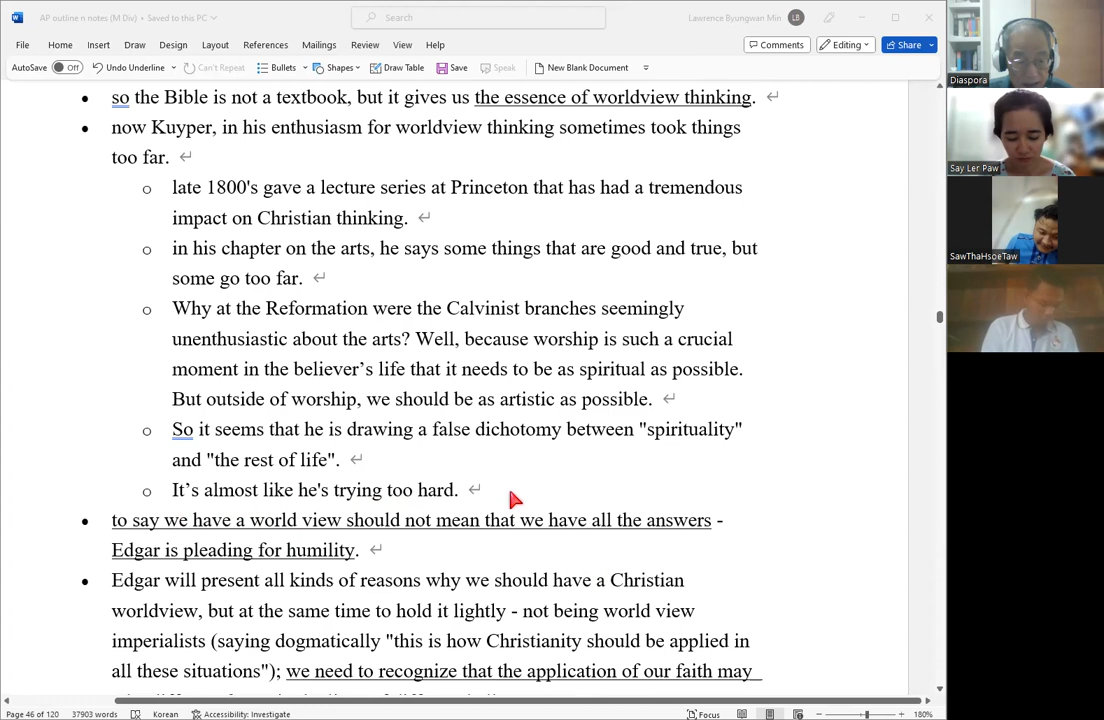 AP outline n notes (M Div) • Saved to this PC
Search
Lawrence Byungwan Min
LB
File Home Insert Draw Design Layout References Mailings Review View Help
Comments
Editing
Share
AutoSave Off Undo Underline Can't Repeat Bullets Shapes Draw Table Save Speak New Blank Document
• so the Bible is not a textbook, but it gives us the essence of worldview thinking.
• now Kuyper, in his enthusiasm for worldview thinking sometimes took things
too far.
o late 1800's gave a lecture series at Princeton that has had a tremendous
impact on Christian thinking.
o in his chapter on the arts, he says some things that are good and true, but
some go too far.
o Why at the Reformation were the Calvinist branches seemingly
unenthusiastic about the arts? Well, because worship is such a crucial
moment in the believer’s life that it needs to be as spiritual as possible.
But outside of worship, we should be as artistic as possible.
o So it seems that he is drawing a false dichotomy between "spirituality"
and "the rest of life".
o It’s almost like he's trying too hard.
• to say we have a world view should not mean that we have all the answers -
Edgar is pleading for humility.
• Edgar will present all kinds of reasons why we should have a Christian
worldview, but at the same time to hold it lightly - not being world view
imperialists (saying dogmatically "this is how Christianity should be applied in
all these situations"); we need to recognize that the application of our faith may
Page 46 of 120 37903 words Korean Accessibility: Investigate Focus 180%
Diaspora
Say Ler Paw
SawThaHsoeTaw